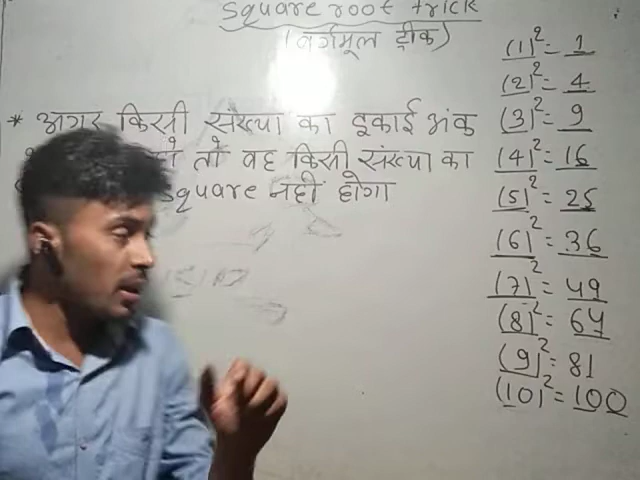 square root trick
(वर्गमूल ट्रीक)
* अगर किसी संख्या का इकाई अंक
तो वह किसी संख्या का
square नहीं होगा
(1)² = 1
(2)² = 4
(3)² = 9
(4)² = 16
(5)² = 25
(6)² = 36
(7)² = 49
(8)² = 64
(9)² = 81
(10)² = 100